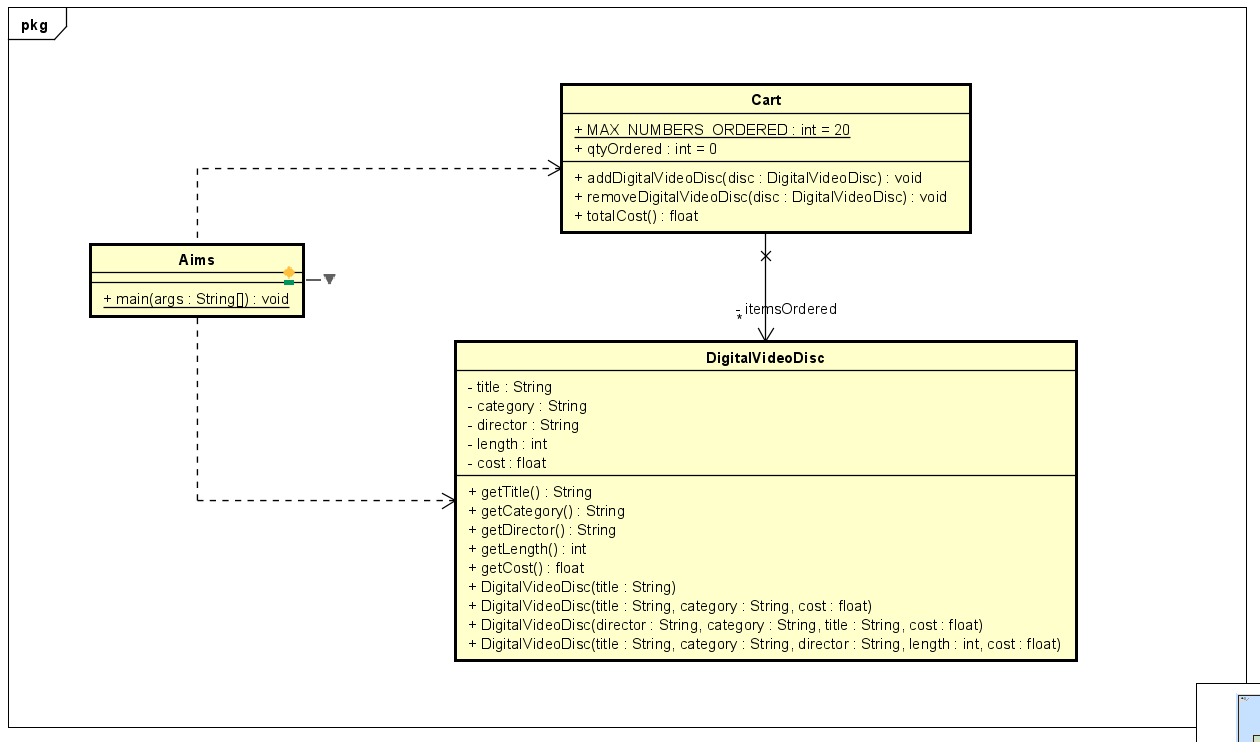 pkg
Cart
+ MAX_NUMBERS_ORDERED : int = 20
+ qtyOrdered : int = 0
+ addDigitalVideoDisc(disc : DigitalVideoDisc) : void
+ removeDigitalVideoDisc(disc : DigitalVideoDisc) : void
+ totalCost() : float
Aims
+ main(args : String[]) : void
- itemsOrdered
*
DigitalVideoDisc
- title : String
- category : String
- director : String
- length : int
- cost : float
+ getTitle() : String
+ getCategory() : String
+ getDirector() : String
+ getLength() : int
+ getCost() : float
+ DigitalVideoDisc(title : String)
+ DigitalVideoDisc(title : String, category : String, cost : float)
+ DigitalVideoDisc(director : String, category : String, title : String, cost : float)
+ DigitalVideoDisc(title : String, category : String, director : String, length : int, cost : float)